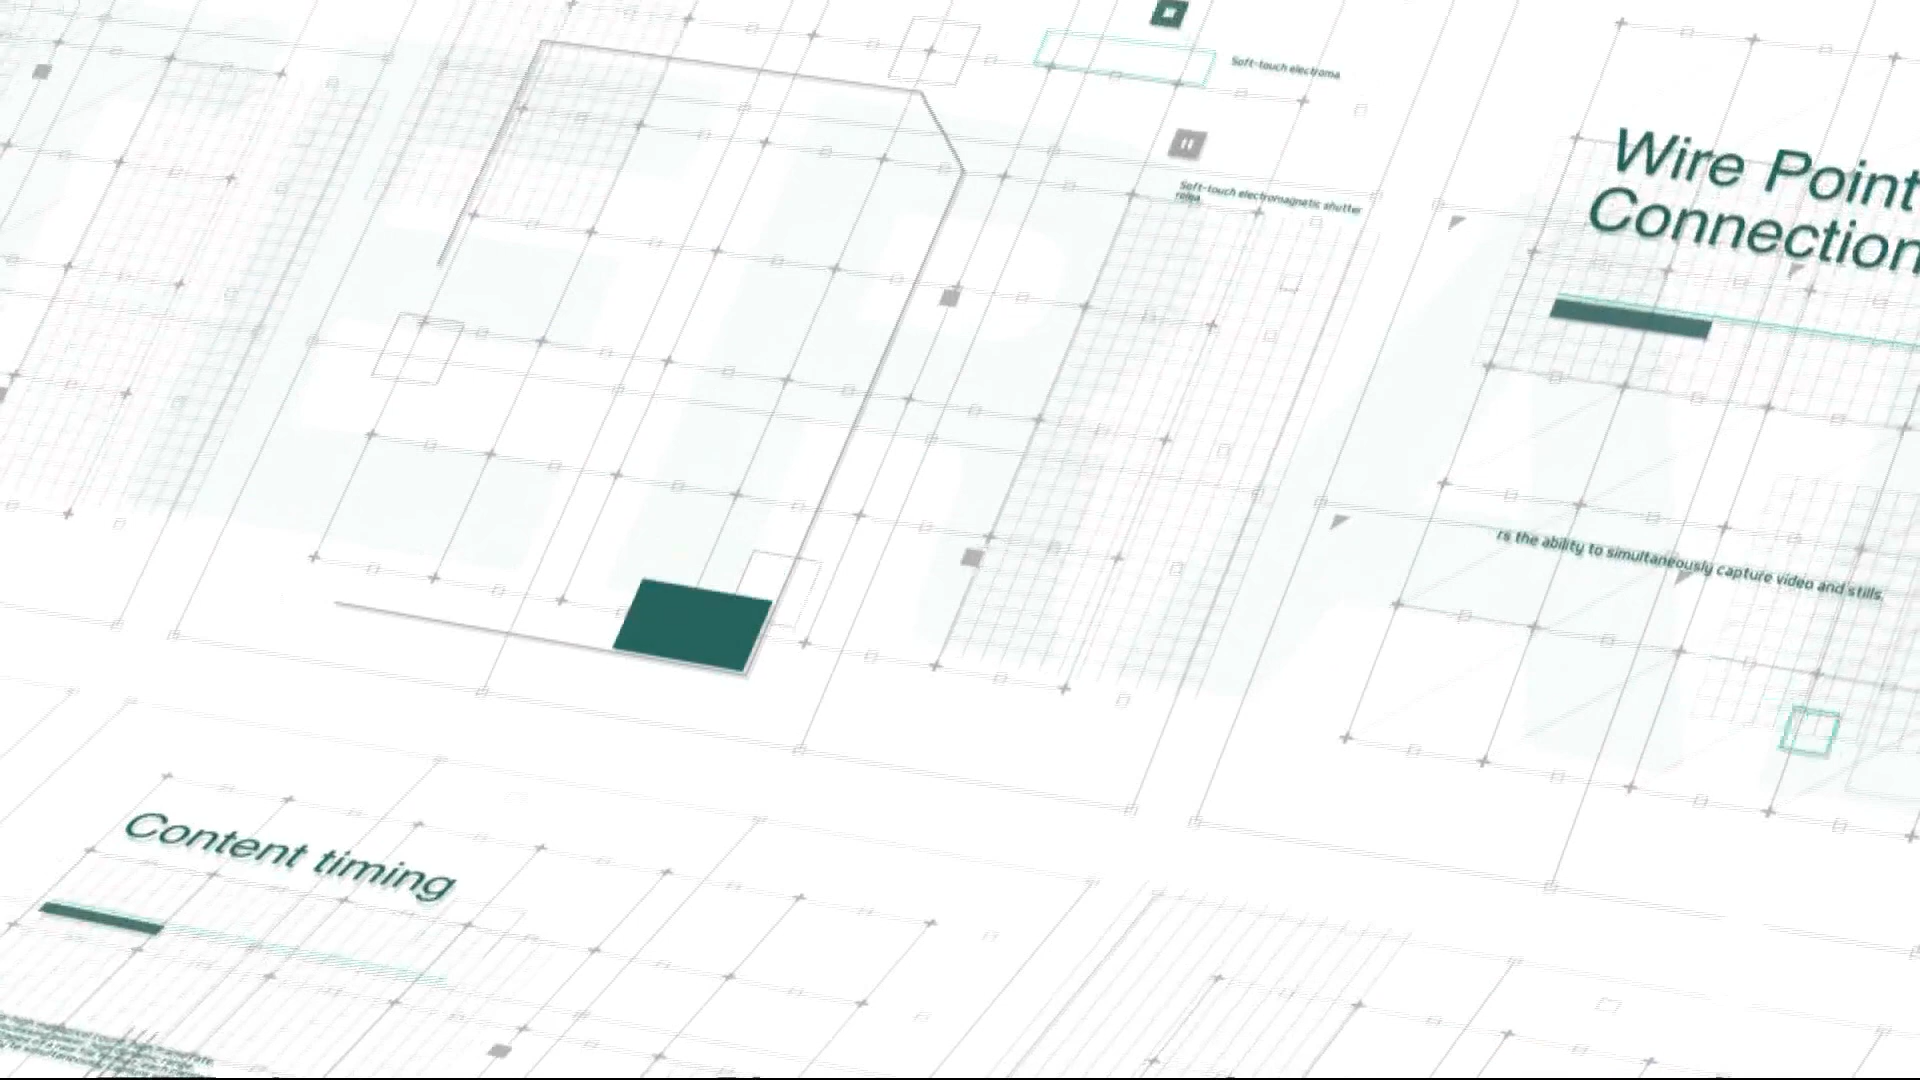 Soft-touch electroma
Soft-touch electromagnetic shutter
relea
Wire Point
Connection
rs the ability to simultaneously capture video and stills.
Content timing